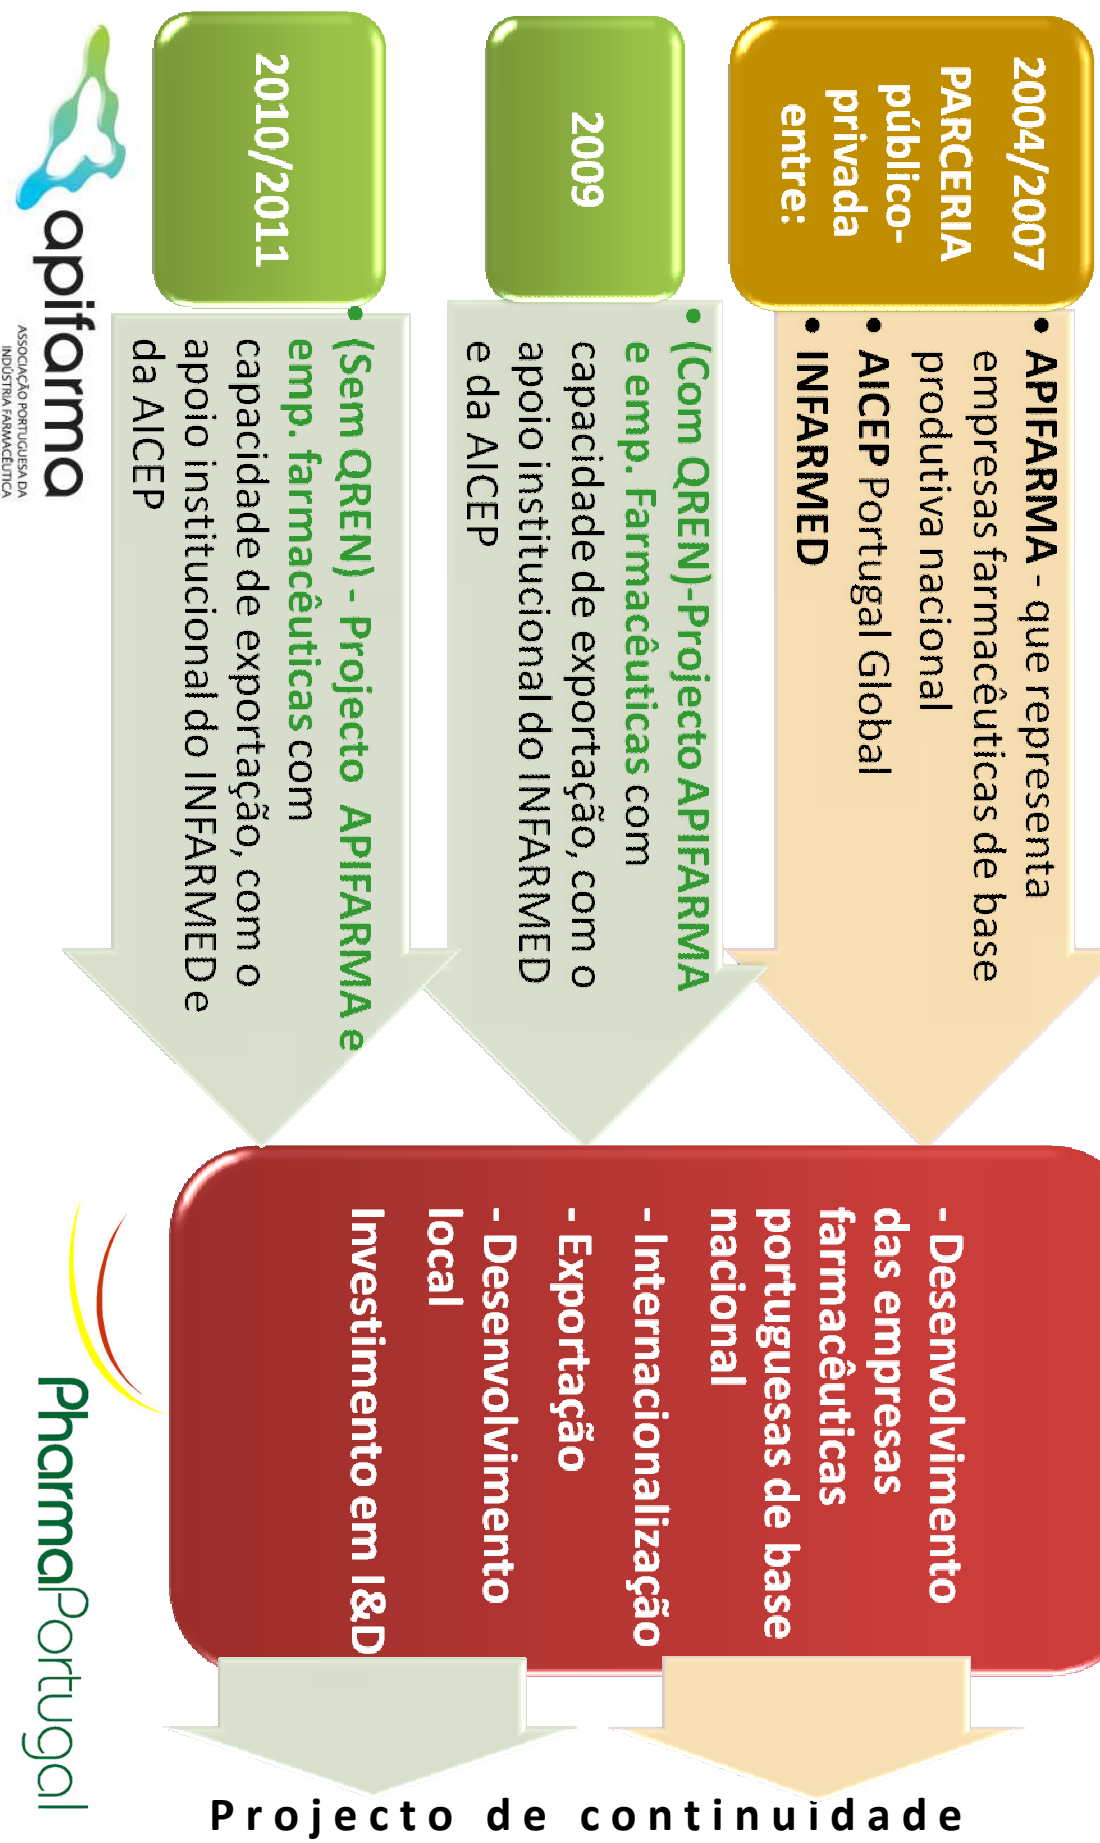 2004/2007
PARCERIA
público-
privada
entre:
• APIFARMA - que representa
empresas farmacêuticas de base
produtiva nacional
• AICEP Portugal Global
• INFARMED
2009
• (Com QREN)-Projecto APIFARMA
e emp. Farmacêuticas com
capacidade de exportação, com o
apoio institucional do INFARMED
e da AICEP
2010/2011
• (Sem QREN) - Projecto APIFARMA e
emp. farmacêuticas com
capacidade de exportação, com o
apoio institucional do INFARMED e
da AICEP
- Desenvolvimento
das empresas
farmacêuticas
portuguesas de base
nacional
- Internacionalização
- Exportação
- Desenvolvimento
local
Investimento em I&D
Projecto de continuidade
apifarma
ASSOCIAÇÃO PORTUGUESA DA
INDÚSTRIA FARMACÊUTICA
PharmaPortugal